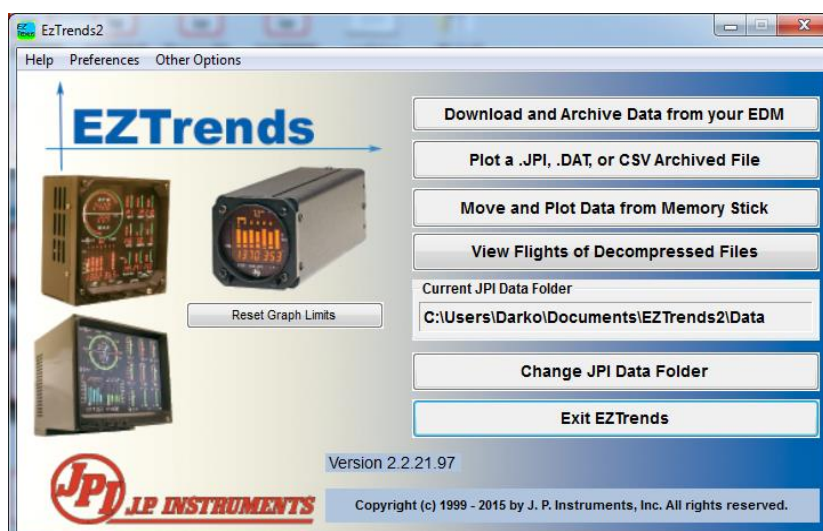 EzTrends2
Help Preferences Other Options
EZTrends
Download and Archive Data from your EDM
Plot a .JPI, .DAT, or CSV Archived File
Move and Plot Data from Memory Stick
View Flights of Decompressed Files
Current JPI Data Folder
C:\Users\Darko\Documents\EZTrends2\Data
Reset Graph Limits
Change JPI Data Folder
Exit EZTrends
Version 2.2.21.97
JPI J.P INSTRUMENTS
Copyright (c) 1999 - 2015 by J. P. Instruments, Inc. All rights reserved.